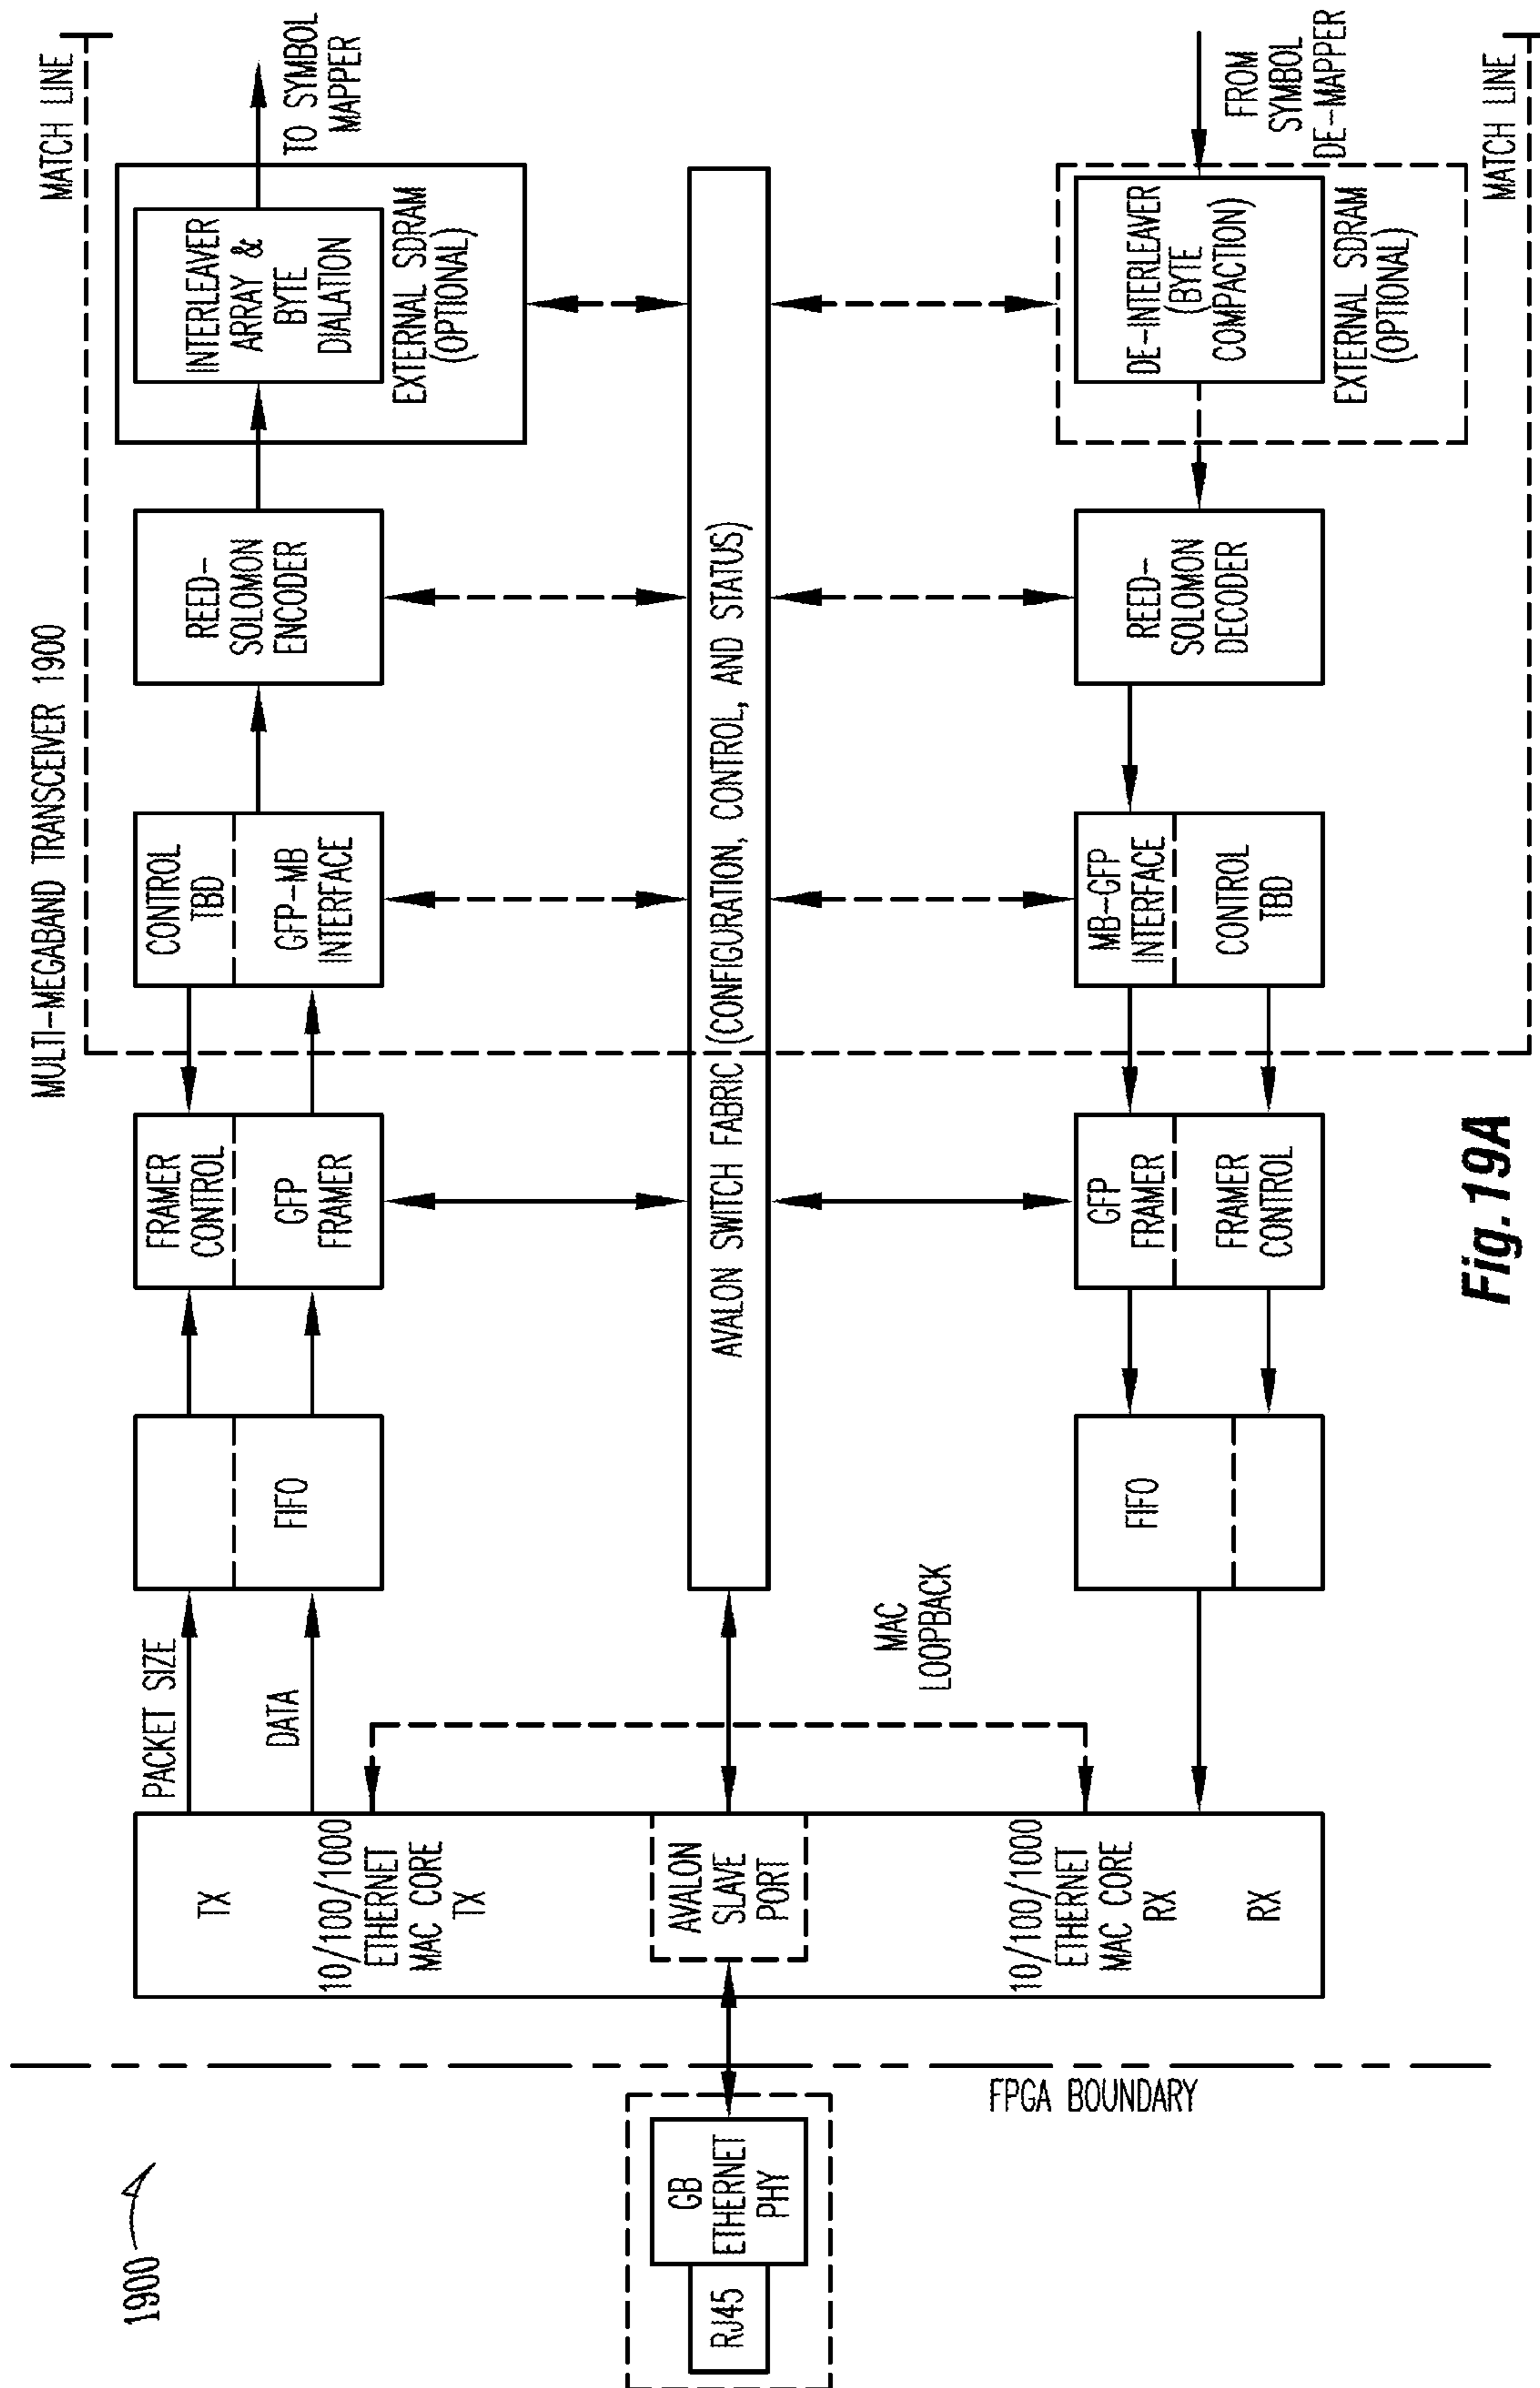 1900
MULTI-MEGABAND TRANSCEIVER 1900
MATCH LINE
PACKET SIZE
DATA
FIFO
FRAMER
CONTROL
GFP
FRAMER
CONTROL
TBD
GFP-MB
INTERFACE
REED-
SOLOMON
ENCODER
INTERLEAVER
ARRAY &
BYTE
DIALATION
EXTERNAL SDRAM
(OPTIONAL)
TO SYMBOL
MAPPER
TX
10/100/1000
ETHERNET
MAC CORE
TX
RJ45
GB
ETHERNET
PHY
AVALON
SLAVE
PORT
AVALON SWITCH FABRIC (CONFIGURATION, CONTROL, AND STATUS)
MAC
LOOPBACK
FPGA BOUNDARY
10/100/1000
ETHERNET
MAC CORE
RX
RX
FIFO
GFP
FRAMER
FRAMER
CONTROL
MB-GFP
INTERFACE
CONTROL
TBD
REED-
SOLOMON
DECODER
DE-INTERLEAVER
(BYTE
COMPACTION)
EXTERNAL SDRAM
(OPTIONAL)
FROM
SYMBOL
DE-MAPPER
MATCH LINE
Fig. 19A